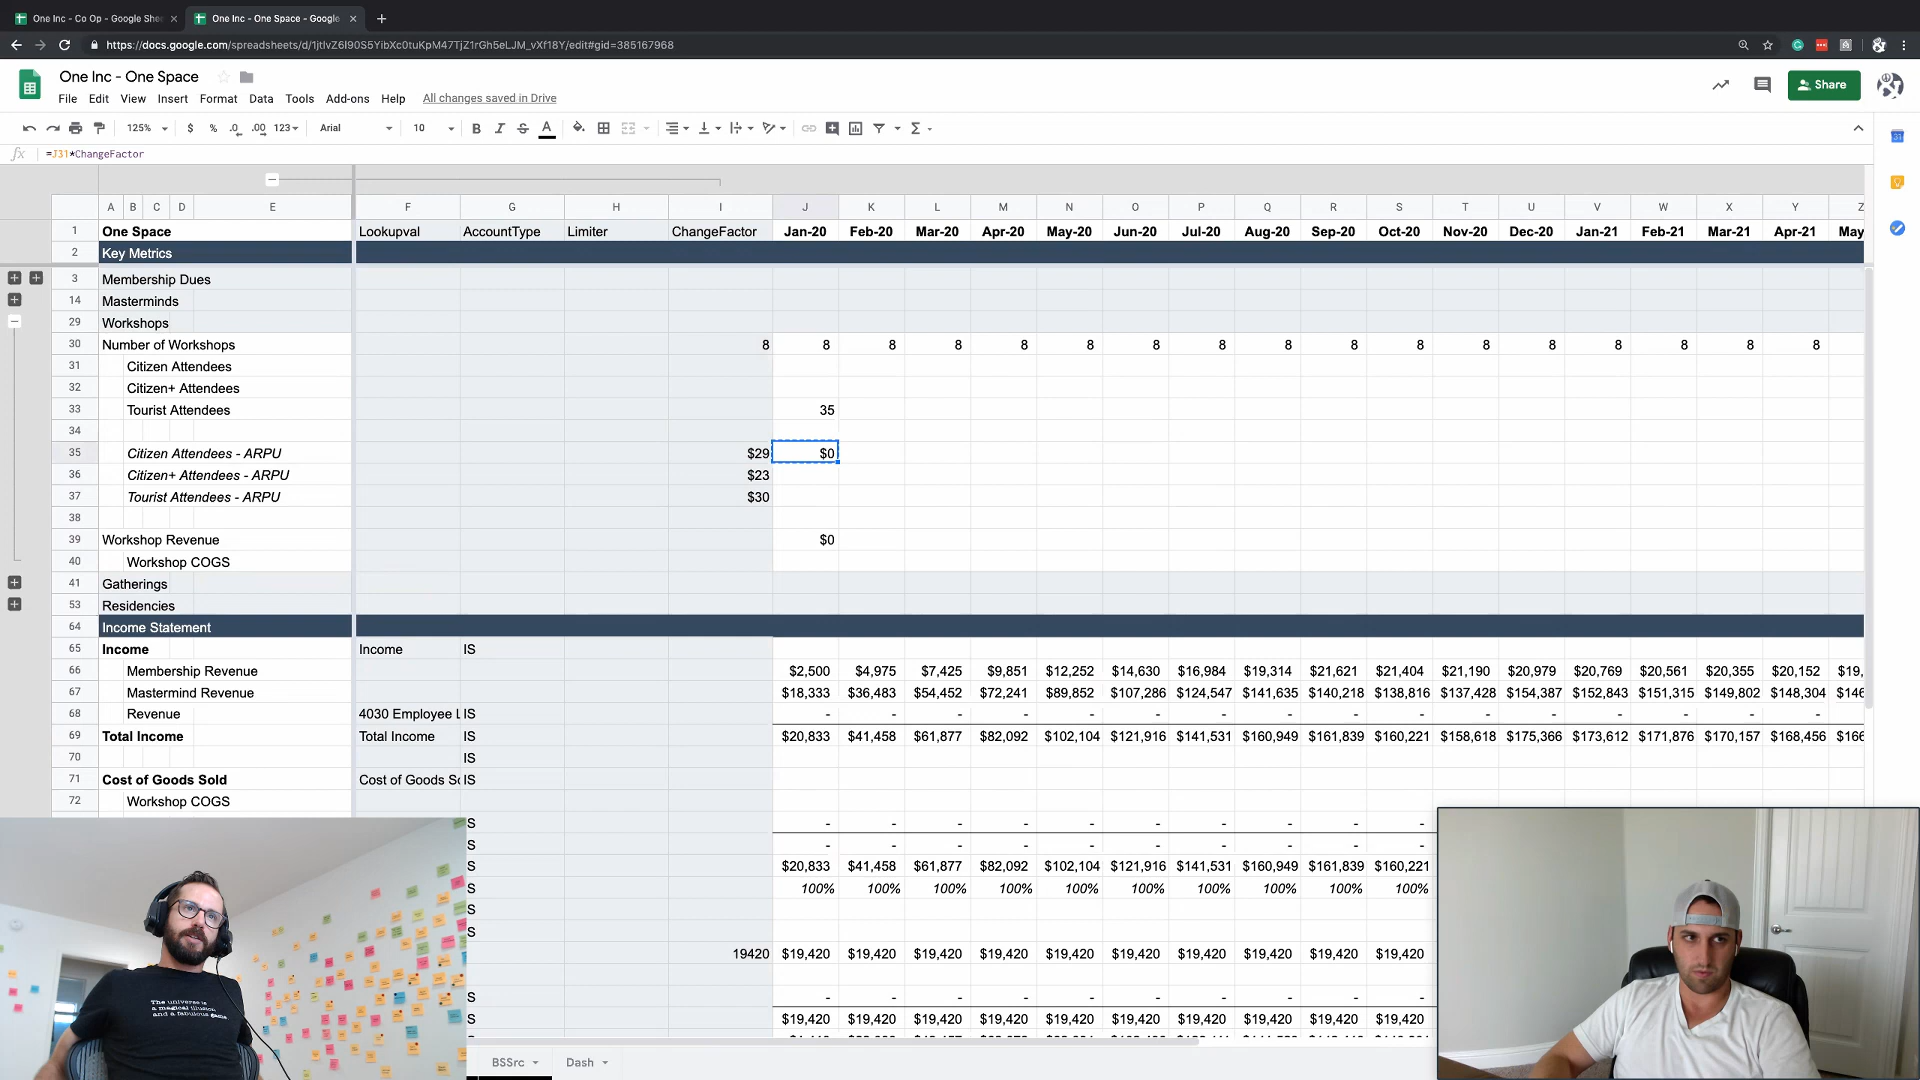 One Inc - Co Op - Google She
One Inc - One Space - Google
https://docs.google.com/spreadsheets/d/1jtIvZ6I90S5YibXc0tuKpM47TjZ1rGh5eLJM_vXf18Y/edit#gid=385167968
One Inc - One Space
File Edit View Insert Format Data Tools Add-ons Help All changes saved in Drive
Share
125% $ % .0 .00 123 Arial 10 B I S A
=J31*ChangeFactor
A B C D E F G H I J K L M N O P Q R S T U V W X Y Z
1 One Space Lookupval AccountType Limiter ChangeFactor Jan-20 Feb-20 Mar-20 Apr-20 May-20 Jun-20 Jul-20 Aug-20 Sep-20 Oct-20 Nov-20 Dec-20 Jan-21 Feb-21 Mar-21 Apr-21 May
2 Key Metrics
3 Membership Dues
14 Masterminds
29 Workshops
30 Number of Workshops 8 8 8 8 8 8 8 8 8 8 8 8 8 8 8 8 8
31 Citizen Attendees
32 Citizen+ Attendees
33 Tourist Attendees 35
34
35 Citizen Attendees - ARPU $29 $0
36 Citizen+ Attendees - ARPU $23
37 Tourist Attendees - ARPU $30
38
39 Workshop Revenue $0
40 Workshop COGS
41 Gatherings
53 Residencies
64 Income Statement
65 Income Income IS
66 Membership Revenue $2,500 $4,975 $7,425 $9,851 $12,252 $14,630 $16,984 $19,314 $21,621 $21,404 $21,190 $20,979 $20,769 $20,561 $20,355 $20,152 $19,
67 Mastermind Revenue $18,333 $36,483 $54,452 $72,241 $89,852 $107,286 $124,547 $141,635 $140,218 $138,816 $137,428 $154,387 $152,843 $151,315 $149,802 $148,304 $146
68 Revenue 4030 Employee L IS - - - - - - - - - - - - - - - -
69 Total Income Total Income IS $20,833 $41,458 $61,877 $82,092 $102,104 $121,916 $141,531 $160,949 $161,839 $160,221 $158,618 $175,366 $173,612 $171,876 $170,157 $168,456 $166
70 IS
71 Cost of Goods Sold Cost of Goods So IS
72 Workshop COGS
S - - - - - - - - - -
S - - - - - - - - - -
S $20,833 $41,458 $61,877 $82,092 $102,104 $121,916 $141,531 $160,949 $161,839 $160,221
S 100% 100% 100% 100% 100% 100% 100% 100% 100% 100%
S
S
19420 $19,420 $19,420 $19,420 $19,420 $19,420 $19,420 $19,420 $19,420 $19,420 $19,420
S - - - - - - - - - -
S $19,420 $19,420 $19,420 $19,420 $19,420 $19,420 $19,420 $19,420 $19,420 $19,420
The universe is
a magical illusion
and a fabulous game.
BSSrc Dash